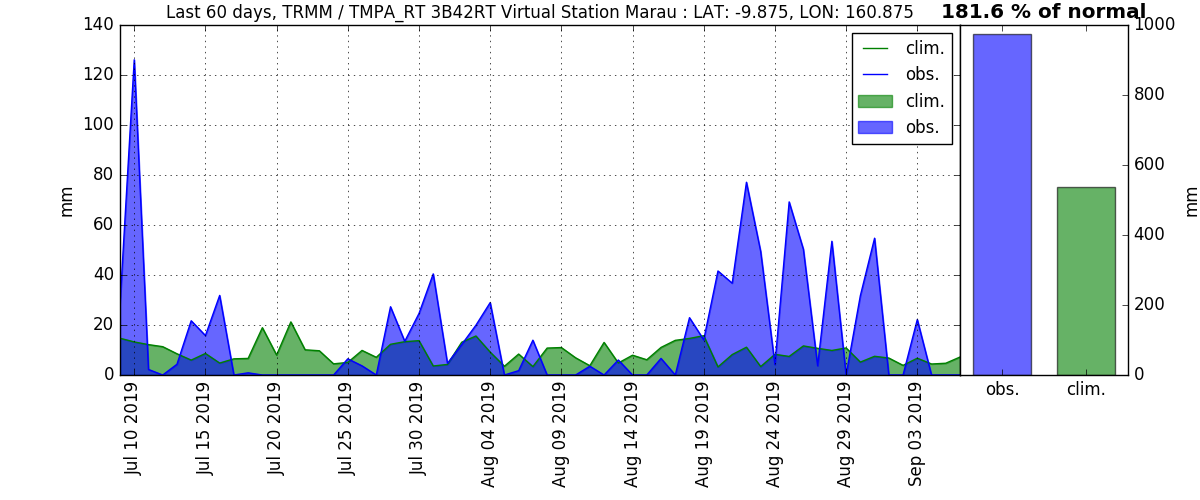 Last 60 days, TRMM / TMPA_RT 3B42RT Virtual Station Marau : LAT: -9.875, LON: 160.875
181.6 % of normal
140
120
100
80
60
40
20
0
mm
clim.
obs.
clim.
obs.
Jul 10 2019
Jul 15 2019
Jul 20 2019
Jul 25 2019
Jul 30 2019
Aug 04 2019
Aug 09 2019
Aug 14 2019
Aug 19 2019
Aug 24 2019
Aug 29 2019
Sep 03 2019
1000
800
600
400
200
0
mm
obs.
clim.